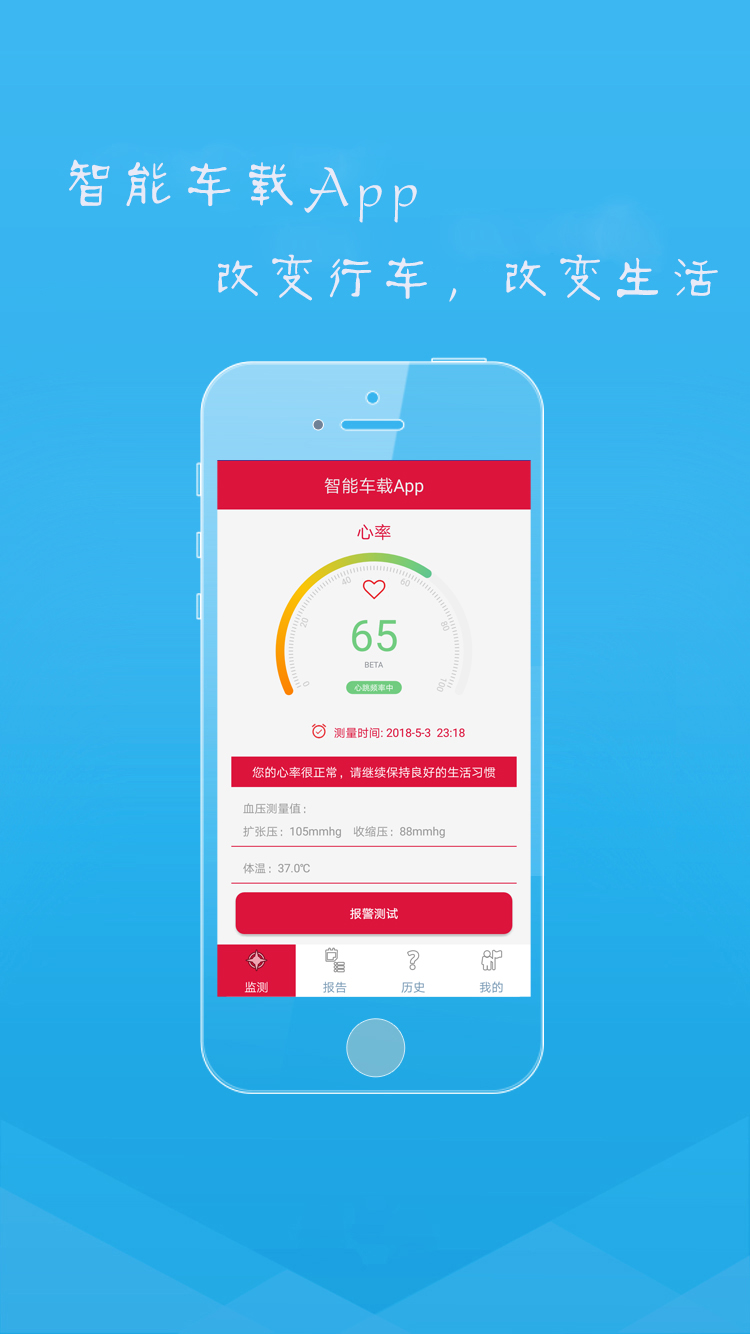 智能车载App
改变行车，改变生活
智能车载App
心率
0
20
40
60
80
100
65
BETA
心跳频率中
测量时间: 2018-5-3 23:18
您的心率很正常，请继续保持良好的生活习惯
血压测量值：
扩张压：105mmhg 收缩压：88mmhg
体温：37.0℃
报警测试
监测 报告 历史 我的